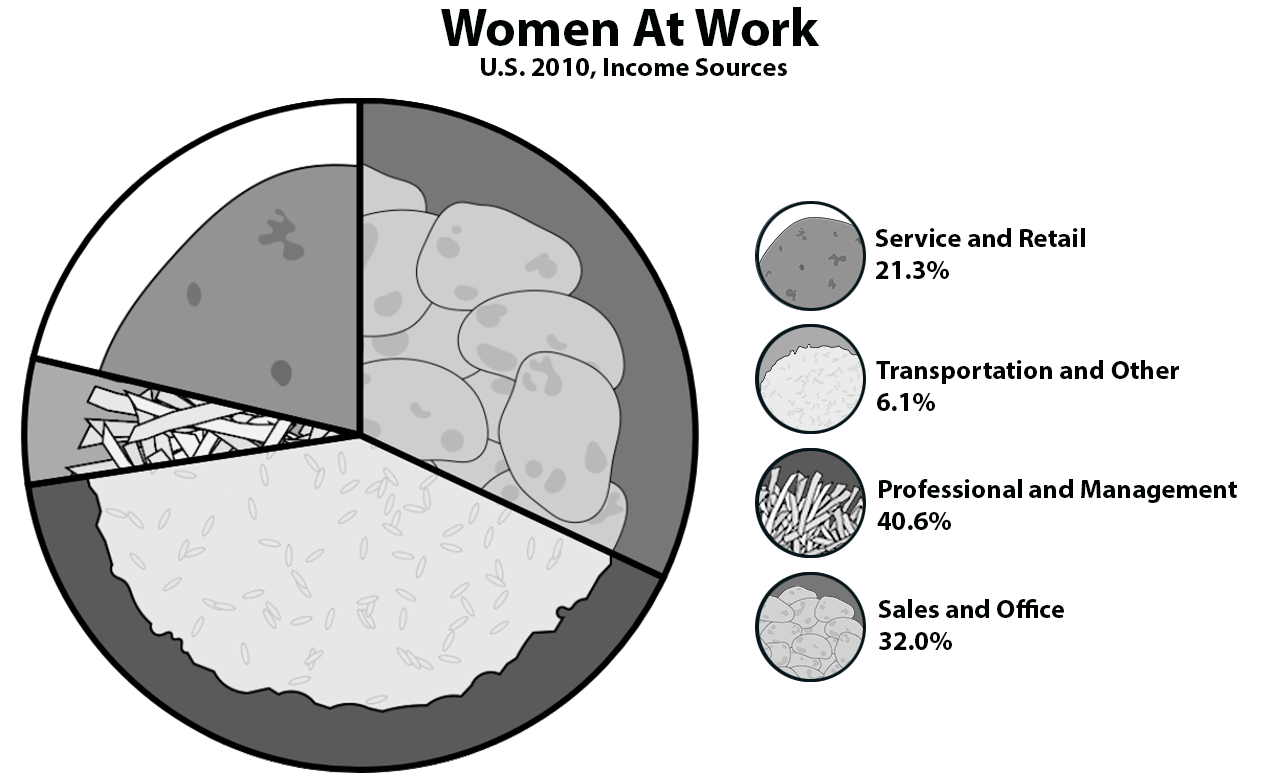 Women At Work
U.S. 2010, Income Sources
Service and Retail
21.3%
Transportation and Other
6.1%
Professional and Management
40.6%
Sales and Office
32.0%